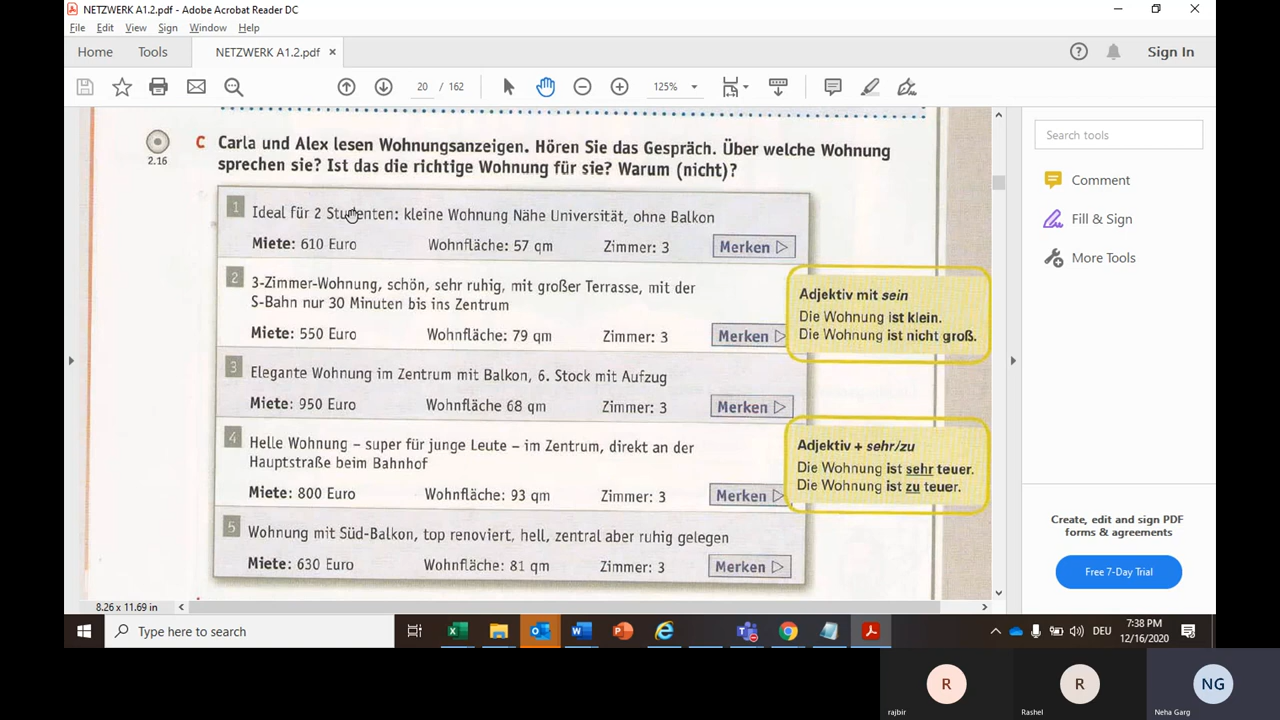 NETZWERK A1.2.pdf - Adobe Acrobat Reader DC
File Edit View Sign Window Help
Home Tools NETZWERK A1.2.pdf × Sign In
20 / 162 125%
C Carla und Alex lesen Wohnungsanzeigen. Hören Sie das Gespräch. Über welche Wohnung
2.16 sprechen sie? Ist das die richtige Wohnung für sie? Warum (nicht)?
1 Ideal für 2 Studenten: kleine Wohnung Nähe Universität, ohne Balkon
Miete: 610 Euro Wohnfläche: 57 qm Zimmer: 3 Merken
2 3-Zimmer-Wohnung, schön, sehr ruhig, mit großer Terrasse, mit der
S-Bahn nur 30 Minuten bis ins Zentrum
Miete: 550 Euro Wohnfläche: 79 qm Zimmer: 3 Merken
3 Elegante Wohnung im Zentrum mit Balkon, 6. Stock mit Aufzug
Miete: 950 Euro Wohnfläche 68 qm Zimmer: 3 Merken
4 Helle Wohnung – super für junge Leute – im Zentrum, direkt an der
Hauptstraße beim Bahnhof
Miete: 800 Euro Wohnfläche: 93 qm Zimmer: 3 Merken
5 Wohnung mit Süd-Balkon, top renoviert, hell, zentral aber ruhig gelegen
Miete: 630 Euro Wohnfläche: 81 qm Zimmer: 3 Merken
Adjektiv mit sein
Die Wohnung ist klein.
Die Wohnung ist nicht groß.
Adjektiv + sehr/zu
Die Wohnung ist sehr teuer.
Die Wohnung ist zu teuer.
Search tools
Comment
Fill & Sign
More Tools
Create, edit and sign PDF
forms & agreements
Free 7-Day Trial
8.26 x 11.69 in
Type here to search
DEU
7:38 PM
12/16/2020
R R NG
rajbir Rashel Neha Garg